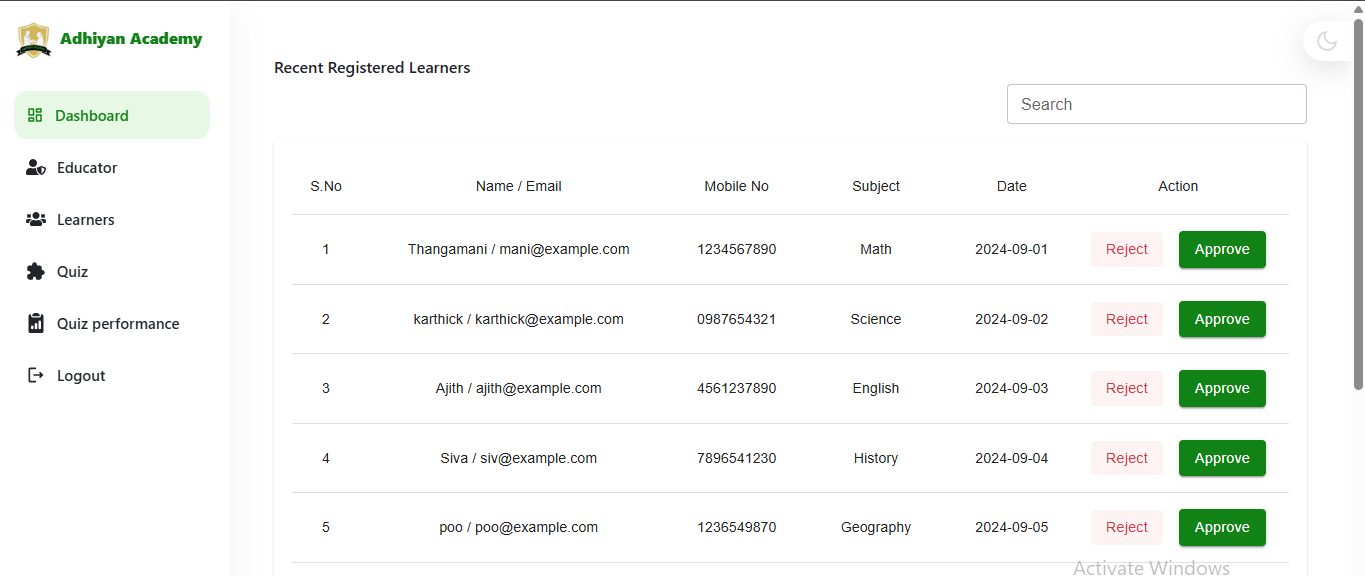 Adhiyan Academy
Dashboard
Educator
Learners
Quiz
Quiz performance
Logout
Recent Registered Learners
Search
S.No Name / Email Mobile No Subject Date Action
1 Thangamani / mani@example.com 1234567890 Math 2024-09-01 Reject Approve
2 karthick / karthick@example.com 0987654321 Science 2024-09-02 Reject Approve
3 Ajith / ajith@example.com 4561237890 English 2024-09-03 Reject Approve
4 Siva / siv@example.com 7896541230 History 2024-09-04 Reject Approve
5 poo / poo@example.com 1236549870 Geography 2024-09-05 Reject Approve
Activate Windows